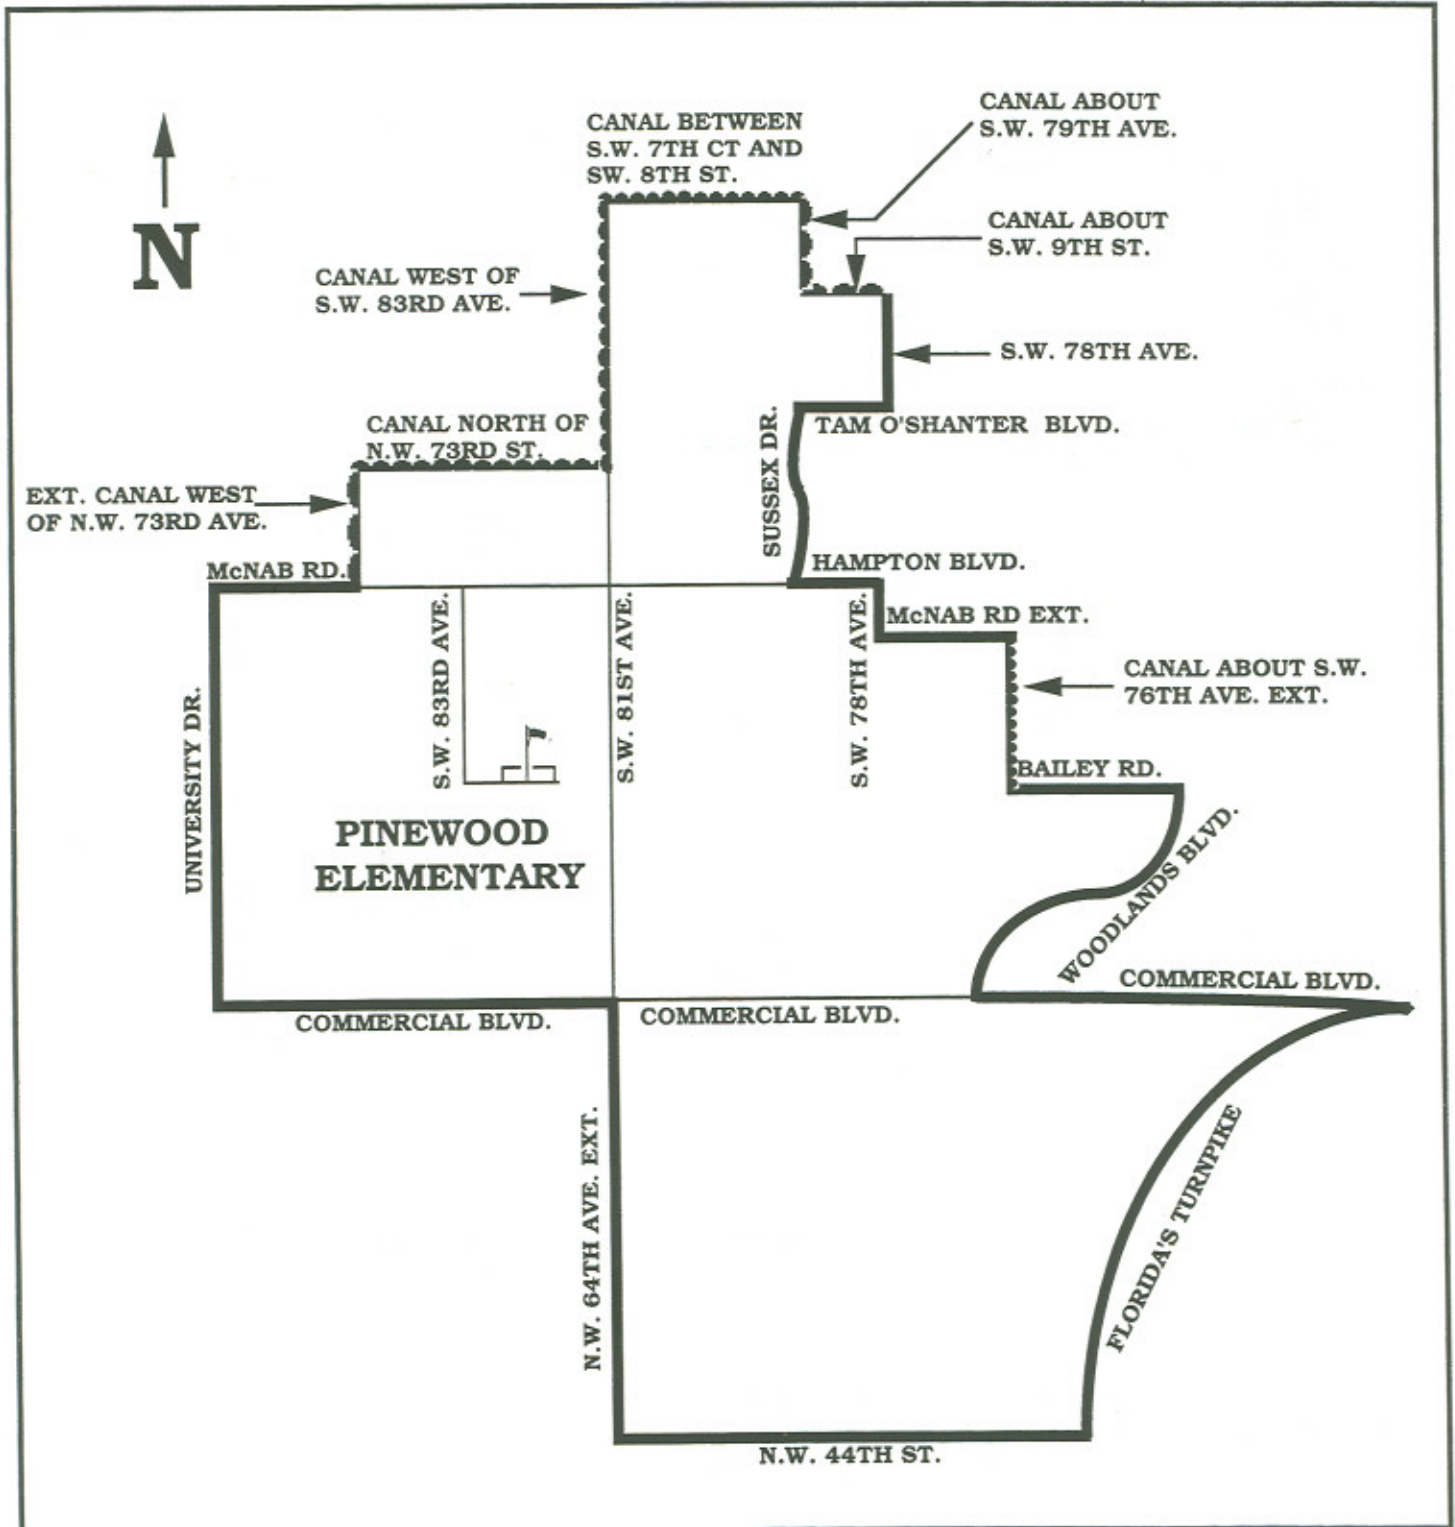 CANAL ABOUT
S.W. 79TH AVE.
CANAL BETWEEN
S.W. 7TH CT AND
SW. 8TH ST.
CANAL ABOUT
S.W. 9TH ST.
N
CANAL WEST OF
S.W. 83RD AVE.
S.W. 78TH AVE.
CANAL NORTH OF
N.W. 73RD ST.
TAM O'SHANTER BLVD.
SUSSEX DR.
EXT. CANAL WEST
OF N.W. 73RD AVE.
McNAB RD.
HAMPTON BLVD.
McNAB RD EXT.
S.W. 83RD AVE.
S.W. 81ST AVE.
S.W. 78TH AVE.
CANAL ABOUT S.W.
76TH AVE. EXT.
UNIVERSITY DR.
BAILEY RD.
PINEWOOD
ELEMENTARY
WOODLANDS BLVD.
COMMERCIAL BLVD.
COMMERCIAL BLVD.
COMMERCIAL BLVD.
N.W. 64TH AVE. EXT.
FLORIDA'S TURNPIKE
N.W. 44TH ST.